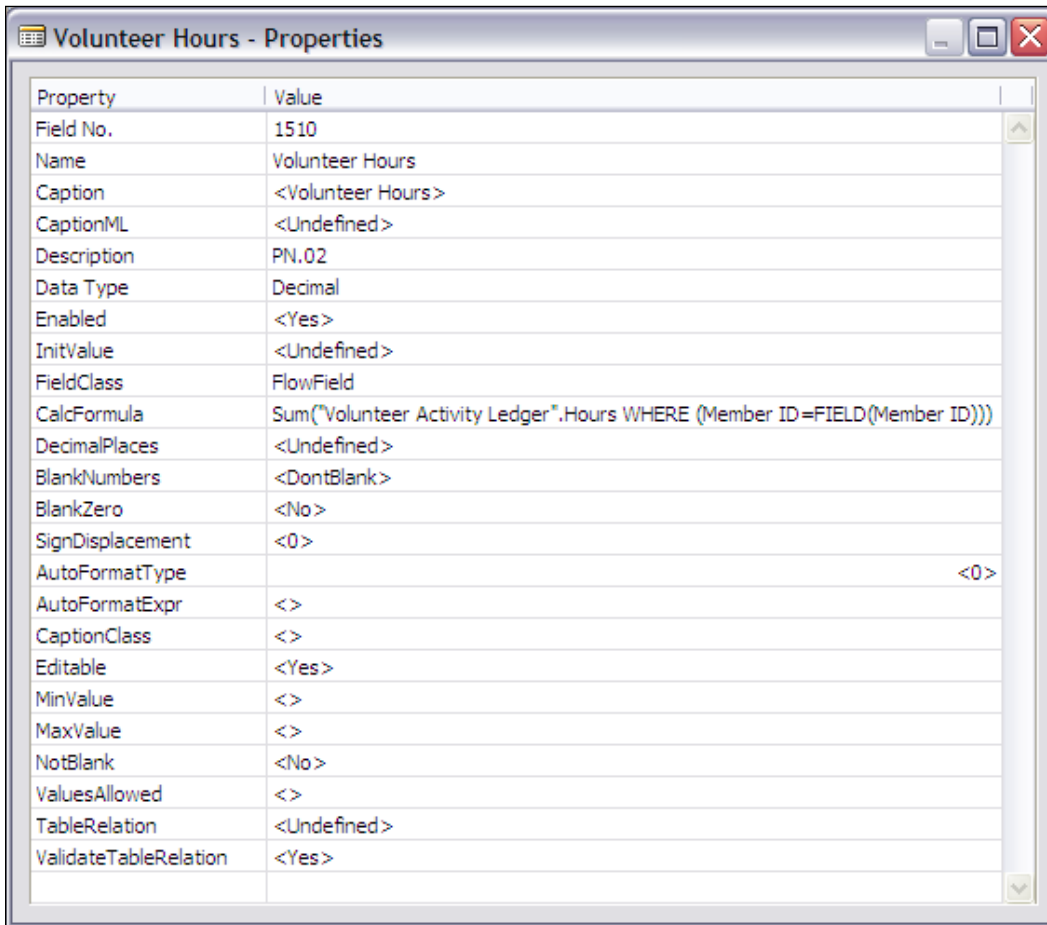 Volunteer Hours - Properties
Property Value
Field No. 1510
Name Volunteer Hours
Caption <Volunteer Hours>
CaptionML <Undefined>
Description PN.02
Data Type Decimal
Enabled <Yes>
InitValue <Undefined>
FieldClass FlowField
CalcFormula Sum("Volunteer Activity Ledger".Hours WHERE (Member ID=FIELD(Member ID)))
DecimalPlaces <Undefined>
BlankNumbers <DontBlank>
BlankZero <No>
SignDisplacement <0>
AutoFormatType <0>
AutoFormatExpr <>
CaptionClass <>
Editable <Yes>
MinValue <>
MaxValue <>
NotBlank <No>
ValuesAllowed <>
TableRelation <Undefined>
ValidateTableRelation <Yes>